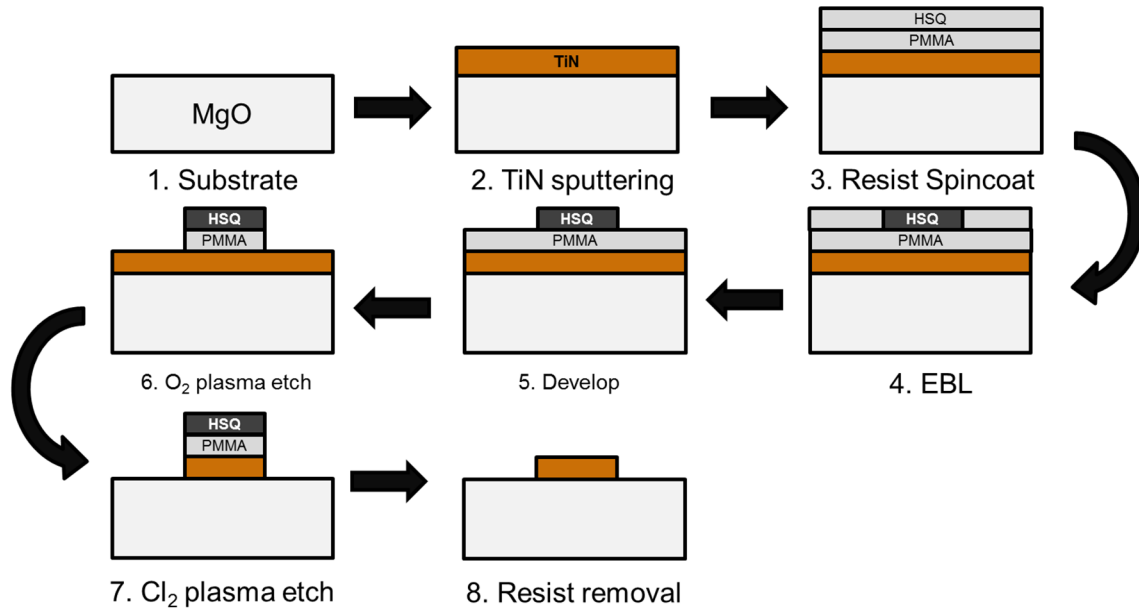 MgO
1. Substrate
TiN
2. TiN sputtering
HSQ
PMMA
3. Resist Spincoat
HSQ
PMMA
4. EBL
HSQ
PMMA
5. Develop
HSQ
PMMA
6. O₂ plasma etch
HSQ
PMMA
7. Cl₂ plasma etch
8. Resist removal